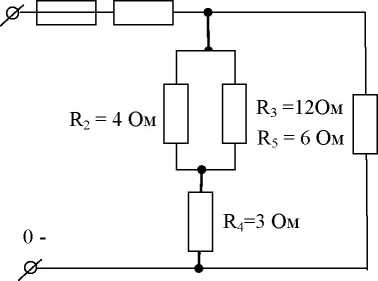 R2 = 4 Ом
R3 =12Ом
R5 = 6 Ом
R4=3 Ом
0 -